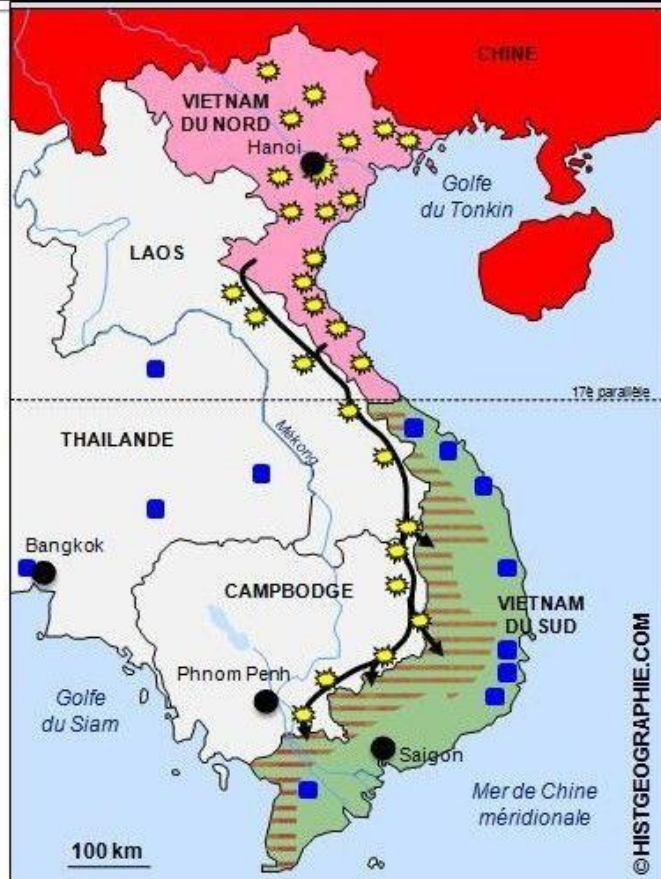 CHINE
VIETNAM
DU NORD
Hanoi
Golfe
du Tonkin
LAOS
17è parallèle
THAILANDE
Mékong
Bangkok
CAMPBODGE
VIETNAM
DU SUD
Phnom Penh
Golfe
du Siam
Saigon
Mer de Chine
méridionale
100 km
©HISTGEOGRAPHIE.COM